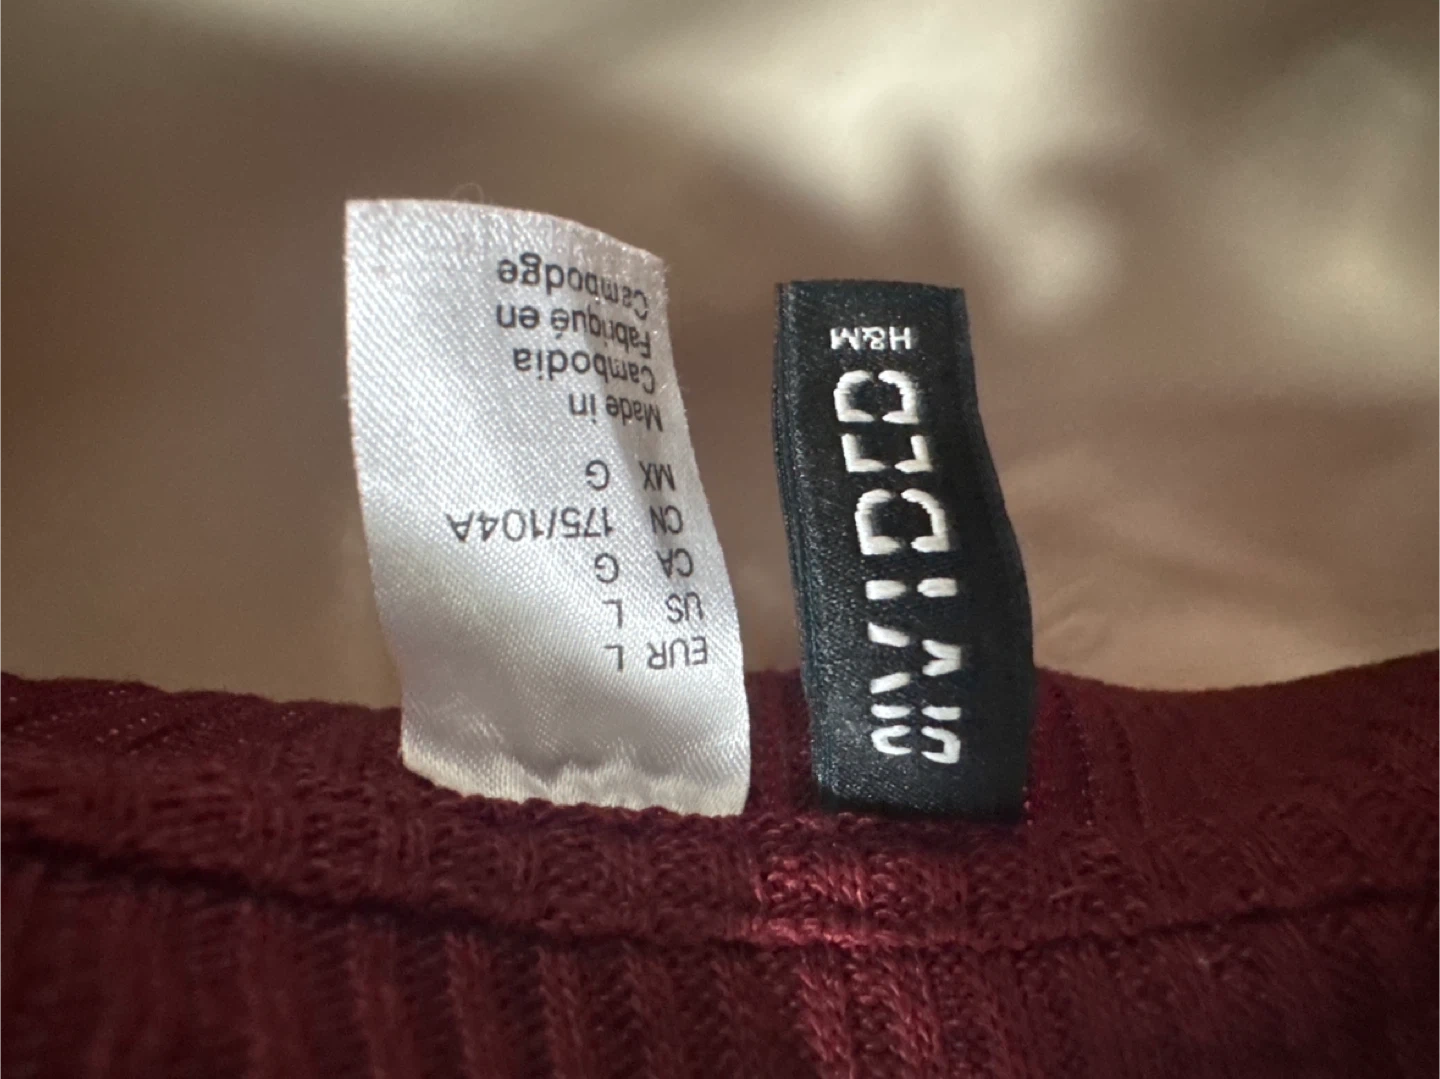 EUR L
US L
CA G
CN 175/104A
MX G
Made in
Cambodia
Fabriqué en
Cambodge
DIVIDED
H&M